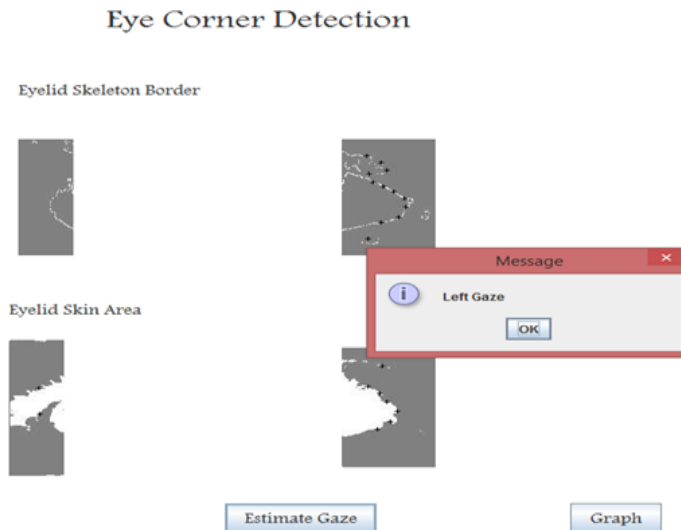 Eye Corner Detection
Eyelid Skeleton Border
Message
x
i
Left Gaze
OK
Eyelid Skin Area
Estimate Gaze
Graph